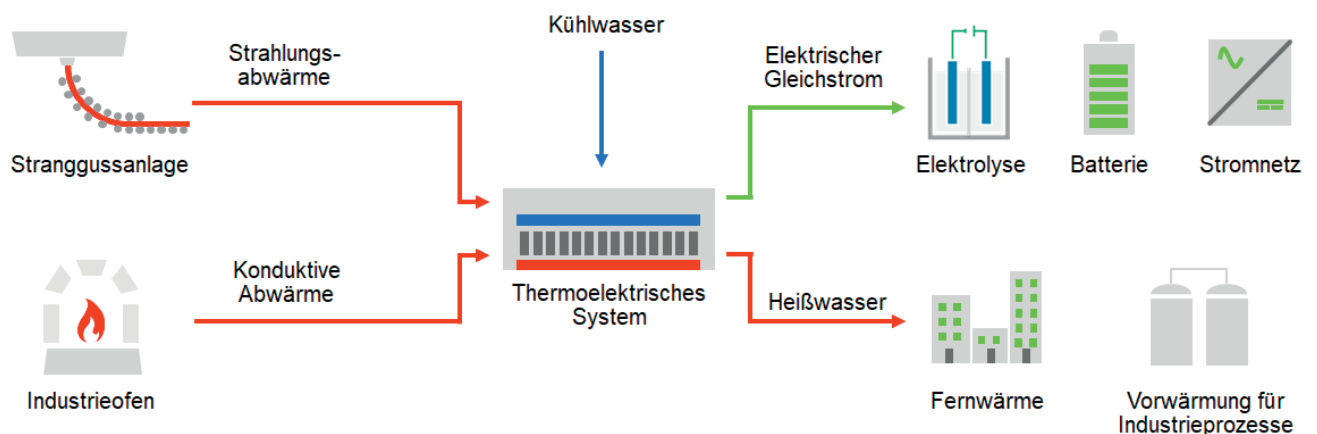 Kühlwasser
Strahlungs-
abwärme
Elektrischer
Gleichstrom
Stranggussanlage
Elektrolyse
Batterie
Stromnetz
Konduktive
Abwärme
Thermoelektrisches
System
Heißwasser
Industrieofen
Fernwärme
Vorwärmung für
Industrieprozesse